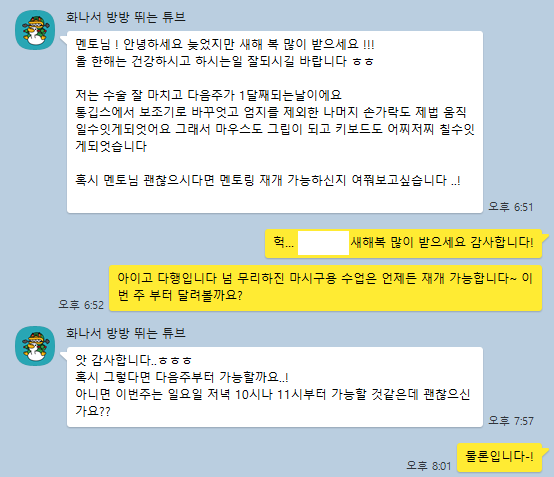 화나서 방방 뛰는 튜브
멘토님 ! 안녕하세요 늦었지만 새해 복 많이 받으세요 !!!
올 한해는 건강하시고 하시는일 잘되시길 바랍니다 ㅎㅎ
저는 수술 잘 마치고 다음주가 1달째되는날이에요
통깁스에서 보조기로 바꾸엇고 엄지를 제외한 나머지 손가락도 제법 움직
일수잇게되엇어요 그래서 마우스도 그립이 되고 키보드도 어찌저찌 칠수잇
게되엇습니다
혹시 멘토님 괜찮으시다면 멘토링 재개 가능하신지 여쭤보고싶습니다 ..!
오후 6:51
헉... 새해복 많이 받으세요 감사합니다!
아이고 다행입니다 넘 무리하진 마시구용 수업은 언제든 재개 가능합니다~ 이
번 주 부터 달려볼까요?
오후 6:52
화나서 방방 뛰는 튜브
앗 감사합니다..ㅎㅎㅎ
혹시 그렇다면 다음주부터 가능할까요..!
아니면 이번주는 일요일 저녁 10시나 11시부터 가능할 것같은데 괜찮으신
가요??
오후 7:57
물론입니다~!
오후 8:01